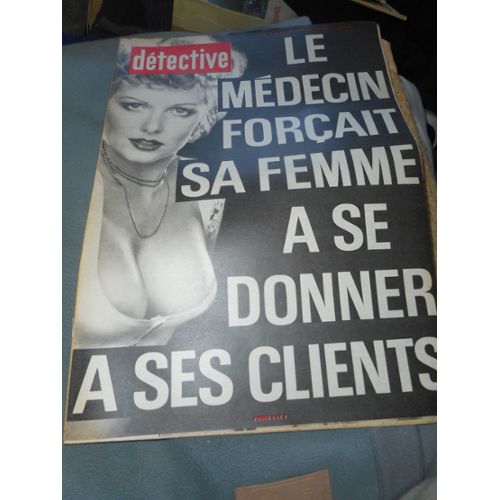 détective
LE
MÉDECIN
FORÇAIT
SA FEMME
A SE
DONNER
A SES CLIENTS